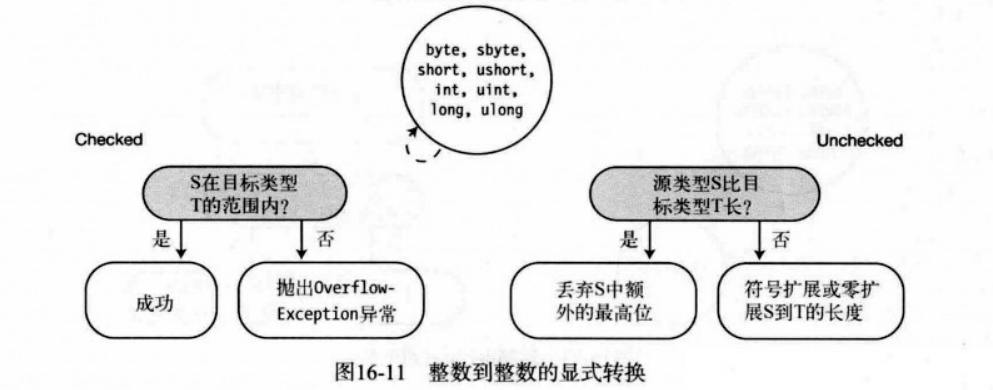 byte, sbyte,
short, ushort,
int, uint,
long, ulong
Checked
Unchecked
S在目标类型
T的范围内?
是
否
成功
抛出Overflow-
Exception异常
源类型S比目
标类型T长?
是
否
丢弃S中额
外的最高位
符号扩展或零扩
展S到T的长度
图16-11 整数到整数的显式转换